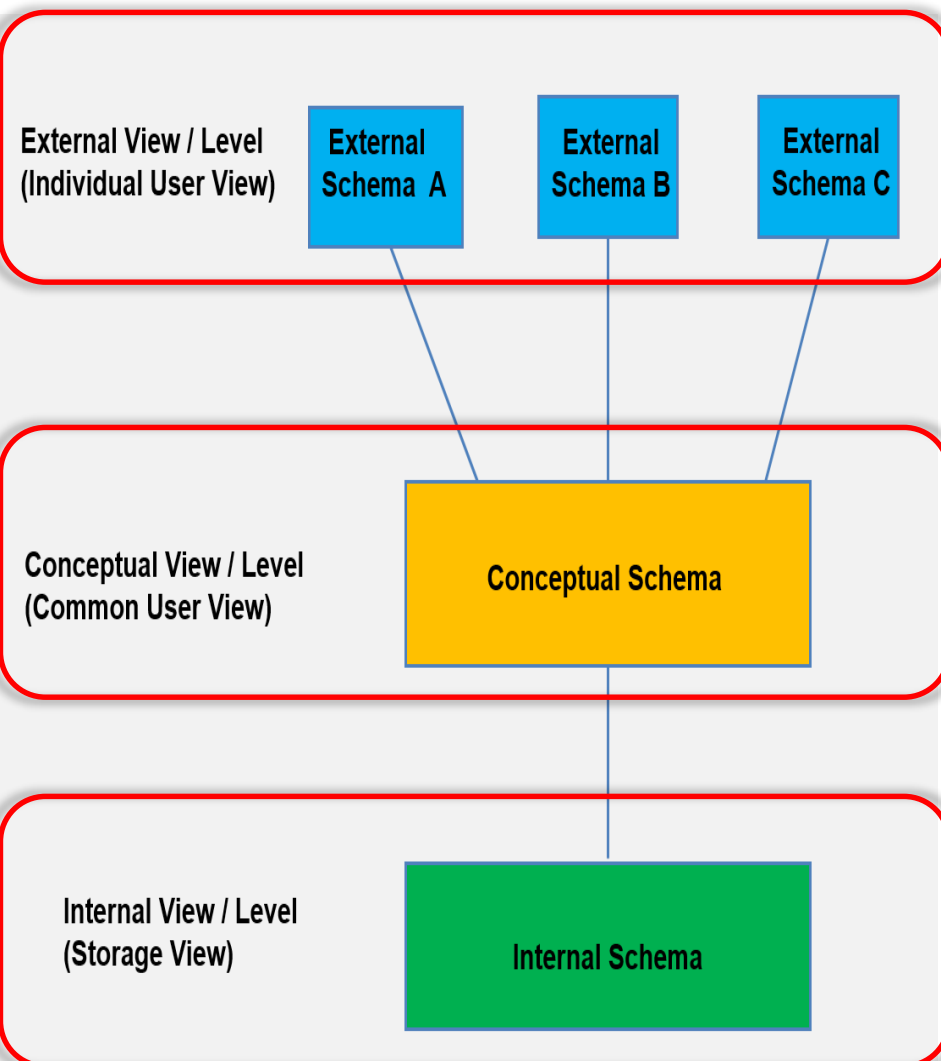 External View / Level
(Individual User View)
External
Schema A
External
Schema B
External
Schema C
Conceptual View / Level
(Common User View)
Conceptual Schema
Internal View / Level
(Storage View)
Internal Schema